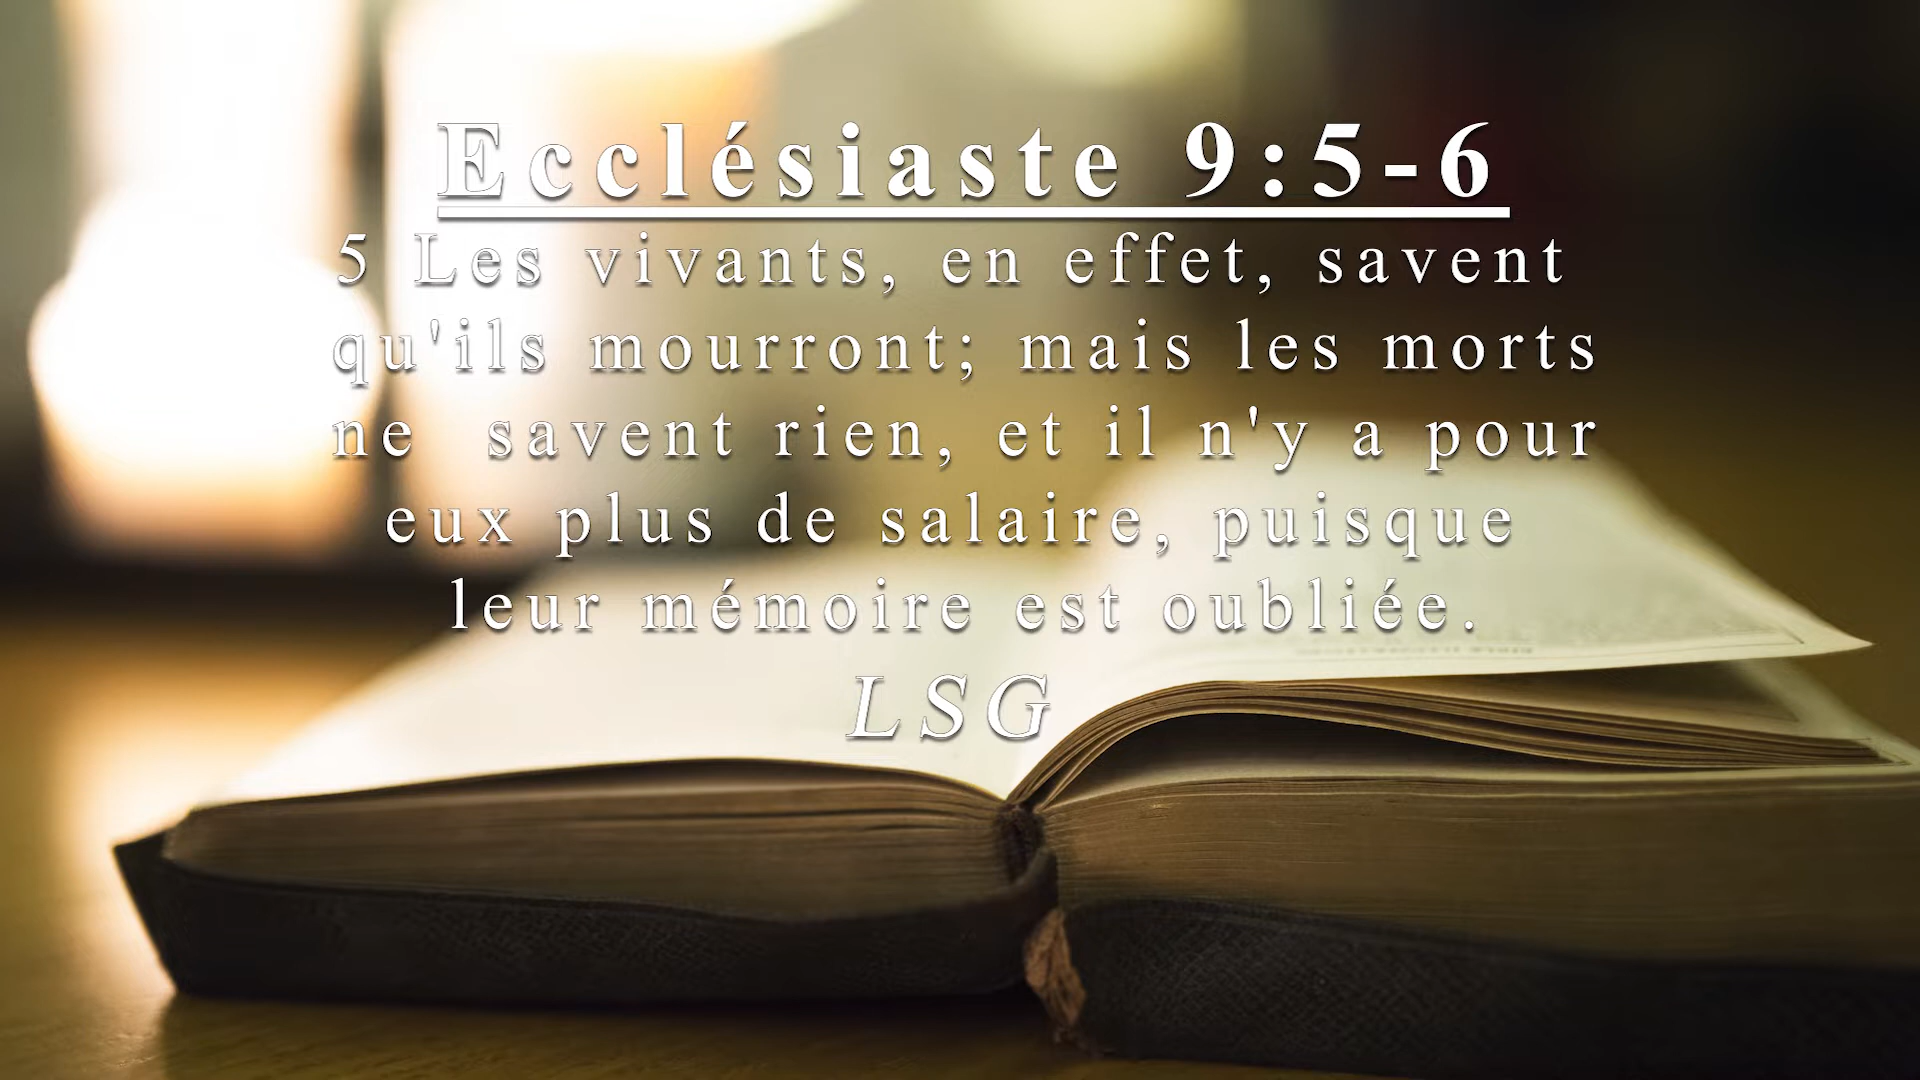 Ecclésiaste 9:5-6
5 Les vivants, en effet, savent
qu'ils mourront; mais les morts
ne savent rien, et il n'y a pour
eux plus de salaire, puisque
leur mémoire est oubliée.
LSG